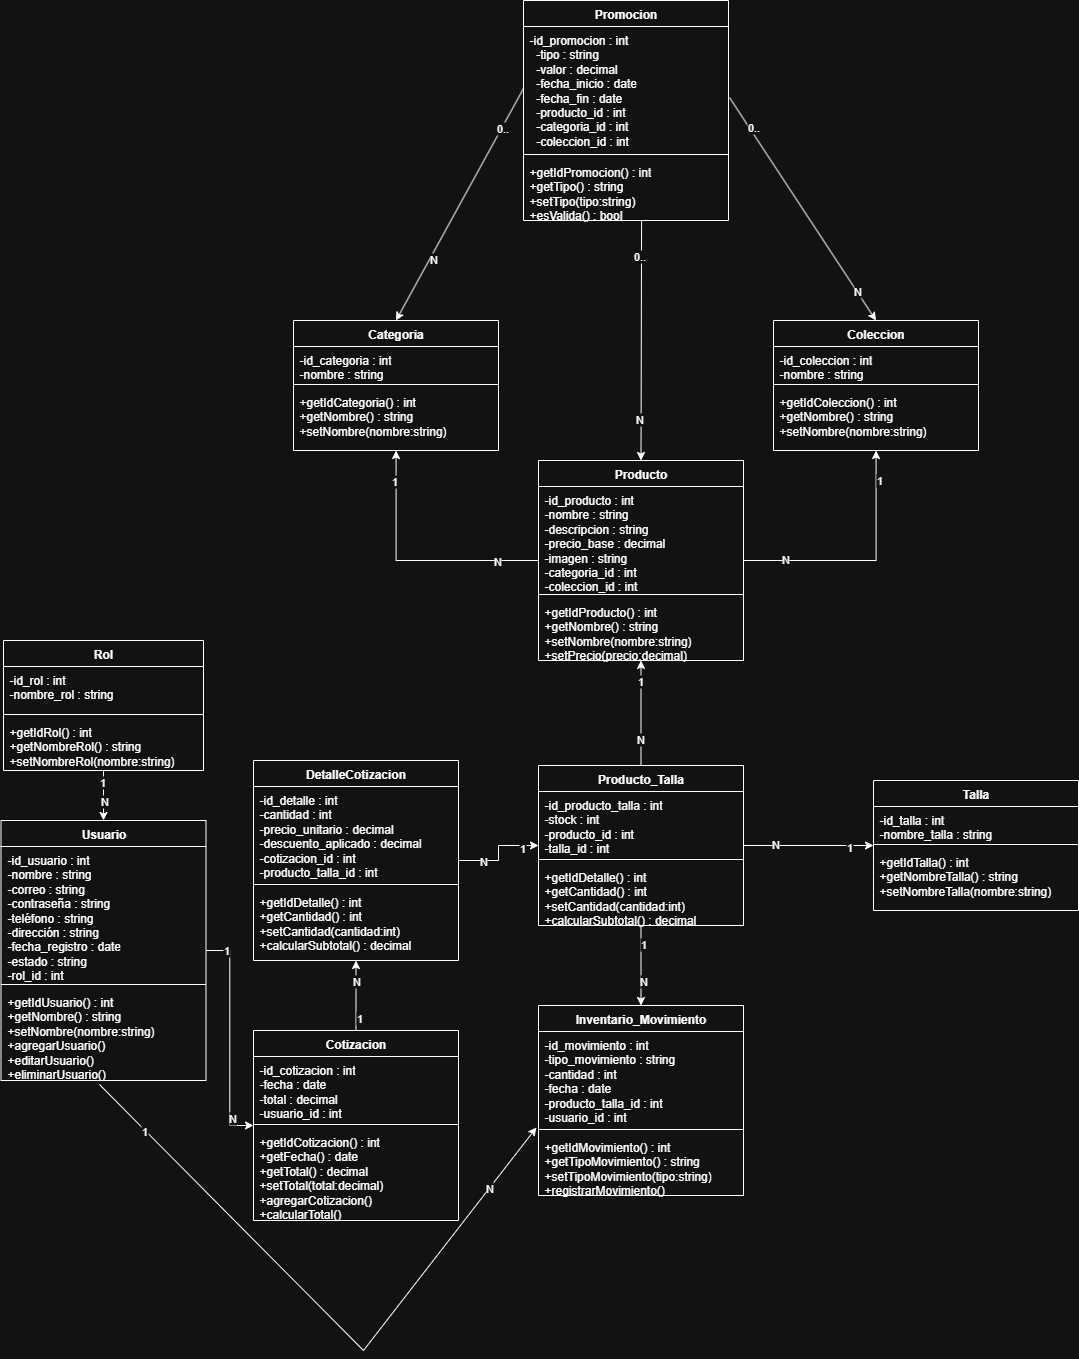 Promocion
-id_promocion : int
-tipo : string
-valor : decimal
-fecha_inicio : date
-fecha_fin : date
-producto_id : int
-categoria_id : int
-coleccion_id : int
+getIdPromocion() : int
+getTipo() : string
+setTipo(tipo:string)
+esValida() : bool
0..
0..
0..
N
N
N
Categoria
-id_categoria : int
-nombre : string
+getIdCategoria() : int
+getNombre() : string
+setNombre(nombre:string)
Coleccion
-id_coleccion : int
-nombre : string
+getIdColeccion() : int
+getNombre() : string
+setNombre(nombre:string)
1
N
1
N
Producto
-id_producto : int
-nombre : string
-descripcion : string
-precio_base : decimal
-imagen : string
-categoria_id : int
-coleccion_id : int
+getIdProducto() : int
+getNombre() : string
+setNombre(nombre:string)
+setPrecio(precio:decimal)
1
N
Rol
-id_rol : int
-nombre_rol : string
+getIdRol() : int
+getNombreRol() : string
+setNombreRol(nombre:string)
1
N
Usuario
-id_usuario : int
-nombre : string
-correo : string
-contraseña : string
-teléfono : string
-dirección : string
-fecha_registro : date
-estado : string
-rol_id : int
+getIdUsuario() : int
+getNombre() : string
+setNombre(nombre:string)
+agregarUsuario()
+editarUsuario()
+eliminarUsuario()
1
N
1
N
DetalleCotizacion
-id_detalle : int
-cantidad : int
-precio_unitario : decimal
-descuento_aplicado : decimal
-cotizacion_id : int
-producto_talla_id : int
+getIdDetalle() : int
+getCantidad() : int
+setCantidad(cantidad:int)
+calcularSubtotal() : decimal
N
1
N
1
Producto_Talla
-id_producto_talla : int
-stock : int
-producto_id : int
-talla_id : int
+getIdDetalle() : int
+getCantidad() : int
+setCantidad(cantidad:int)
+calcularSubtotal() : decimal
N
1
Talla
-id_talla : int
-nombre_talla : string
+getIdTalla() : int
+getNombreTalla() : string
+setNombreTalla(nombre:string)
1
N
Cotizacion
-id_cotizacion : int
-fecha : date
-total : decimal
-usuario_id : int
+getIdCotizacion() : int
+getFecha() : date
+getTotal() : decimal
+setTotal(total:decimal)
+agregarCotizacion()
+calcularTotal()
Inventario_Movimiento
-id_movimiento : int
-tipo_movimiento : string
-cantidad : int
-fecha : date
-producto_talla_id : int
-usuario_id : int
+getIdMovimiento() : int
+getTipoMovimiento() : string
+setTipoMovimiento(tipo:string)
+registrarMovimiento()